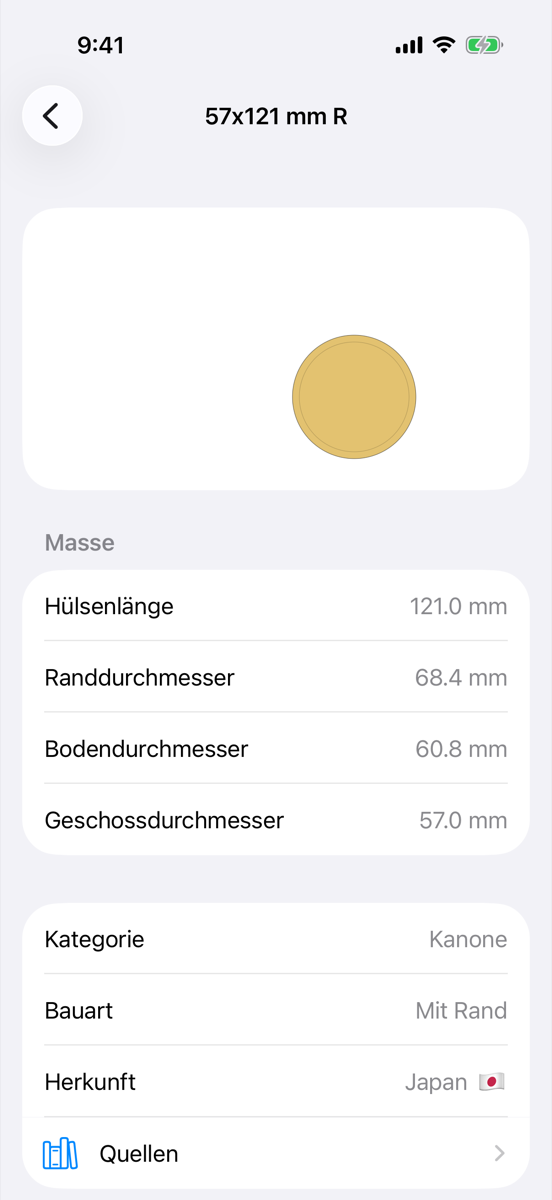 9:41
57x121 mm R
Masse
Hülsenlänge 121.0 mm
Randdurchmesser 68.4 mm
Bodendurchmesser 60.8 mm
Geschossdurchmesser 57.0 mm
Kategorie Kanone
Bauart Mit Rand
Herkunft Japan 🇯🇵
Quellen